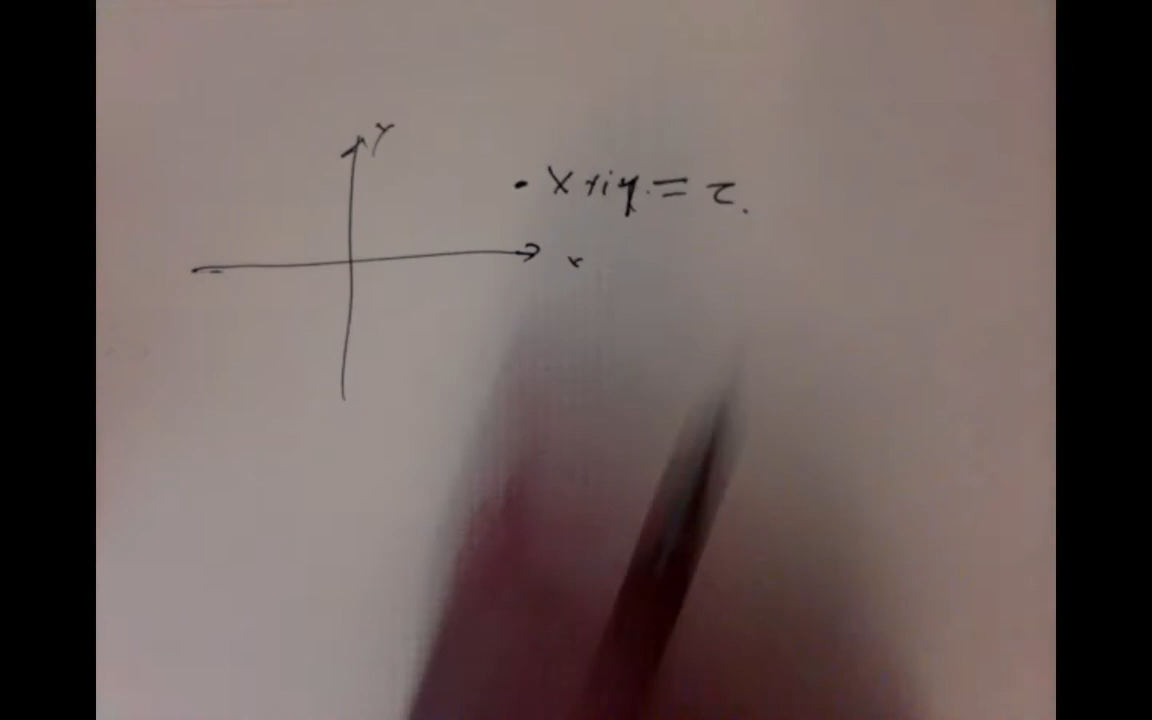 Y
x+iy = z.
x